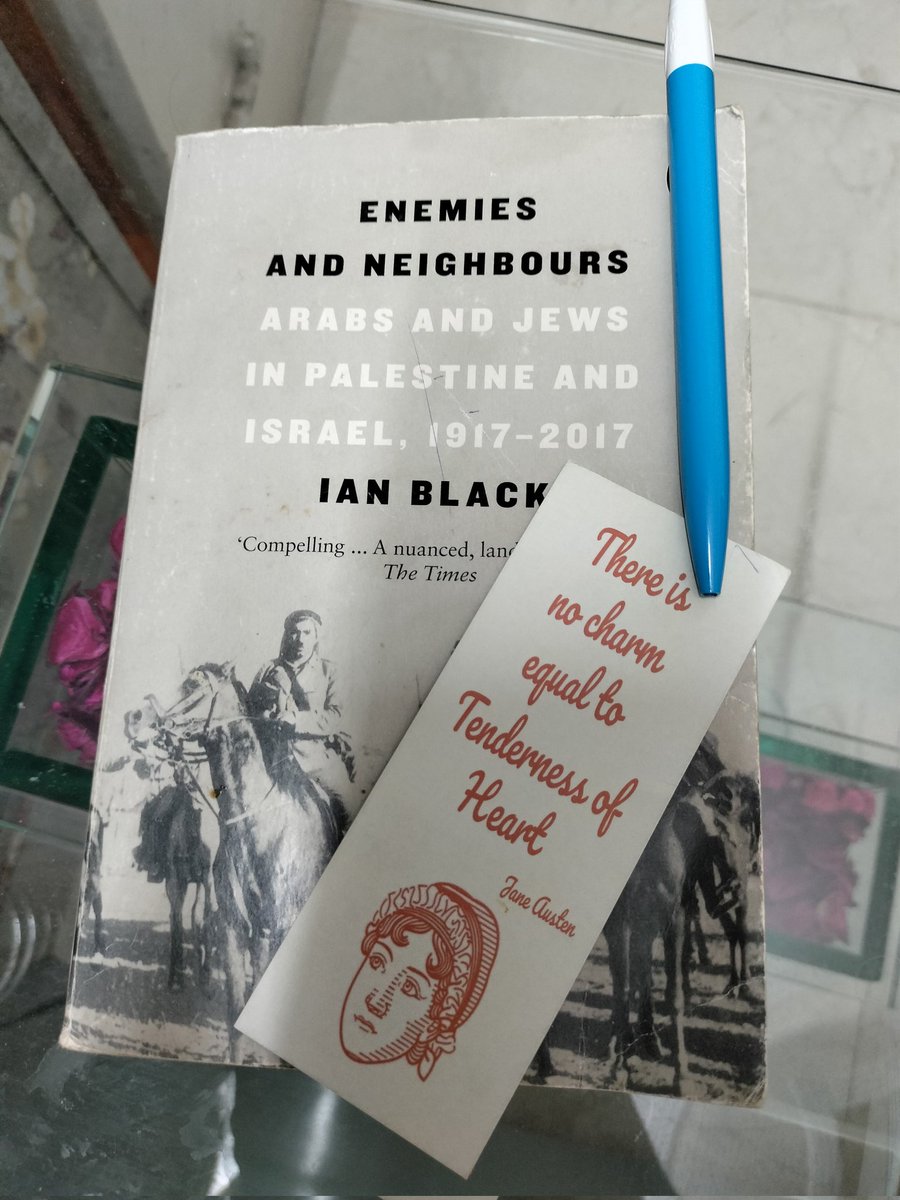 ENEMIES
AND NEIGHBOURS
ARABS AND JEWS
IN PALESTINE AND
ISRAEL, 1917–2017
IAN BLACK
‘Compelling ... A nuanced,
The Times
There is
no charm
equal to
Tenderness of
Heart
Jane Austen